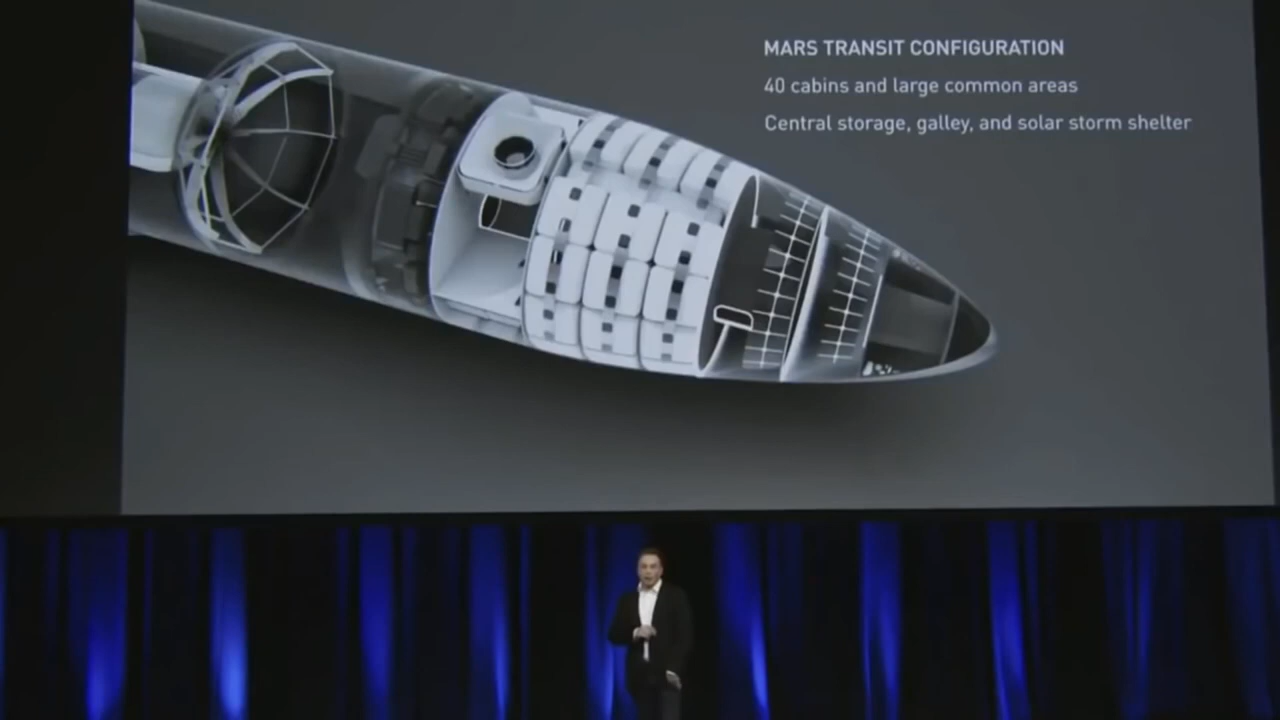 MARS TRANSIT CONFIGURATION
40 cabins and large common areas
Central storage, galley, and solar storm shelter